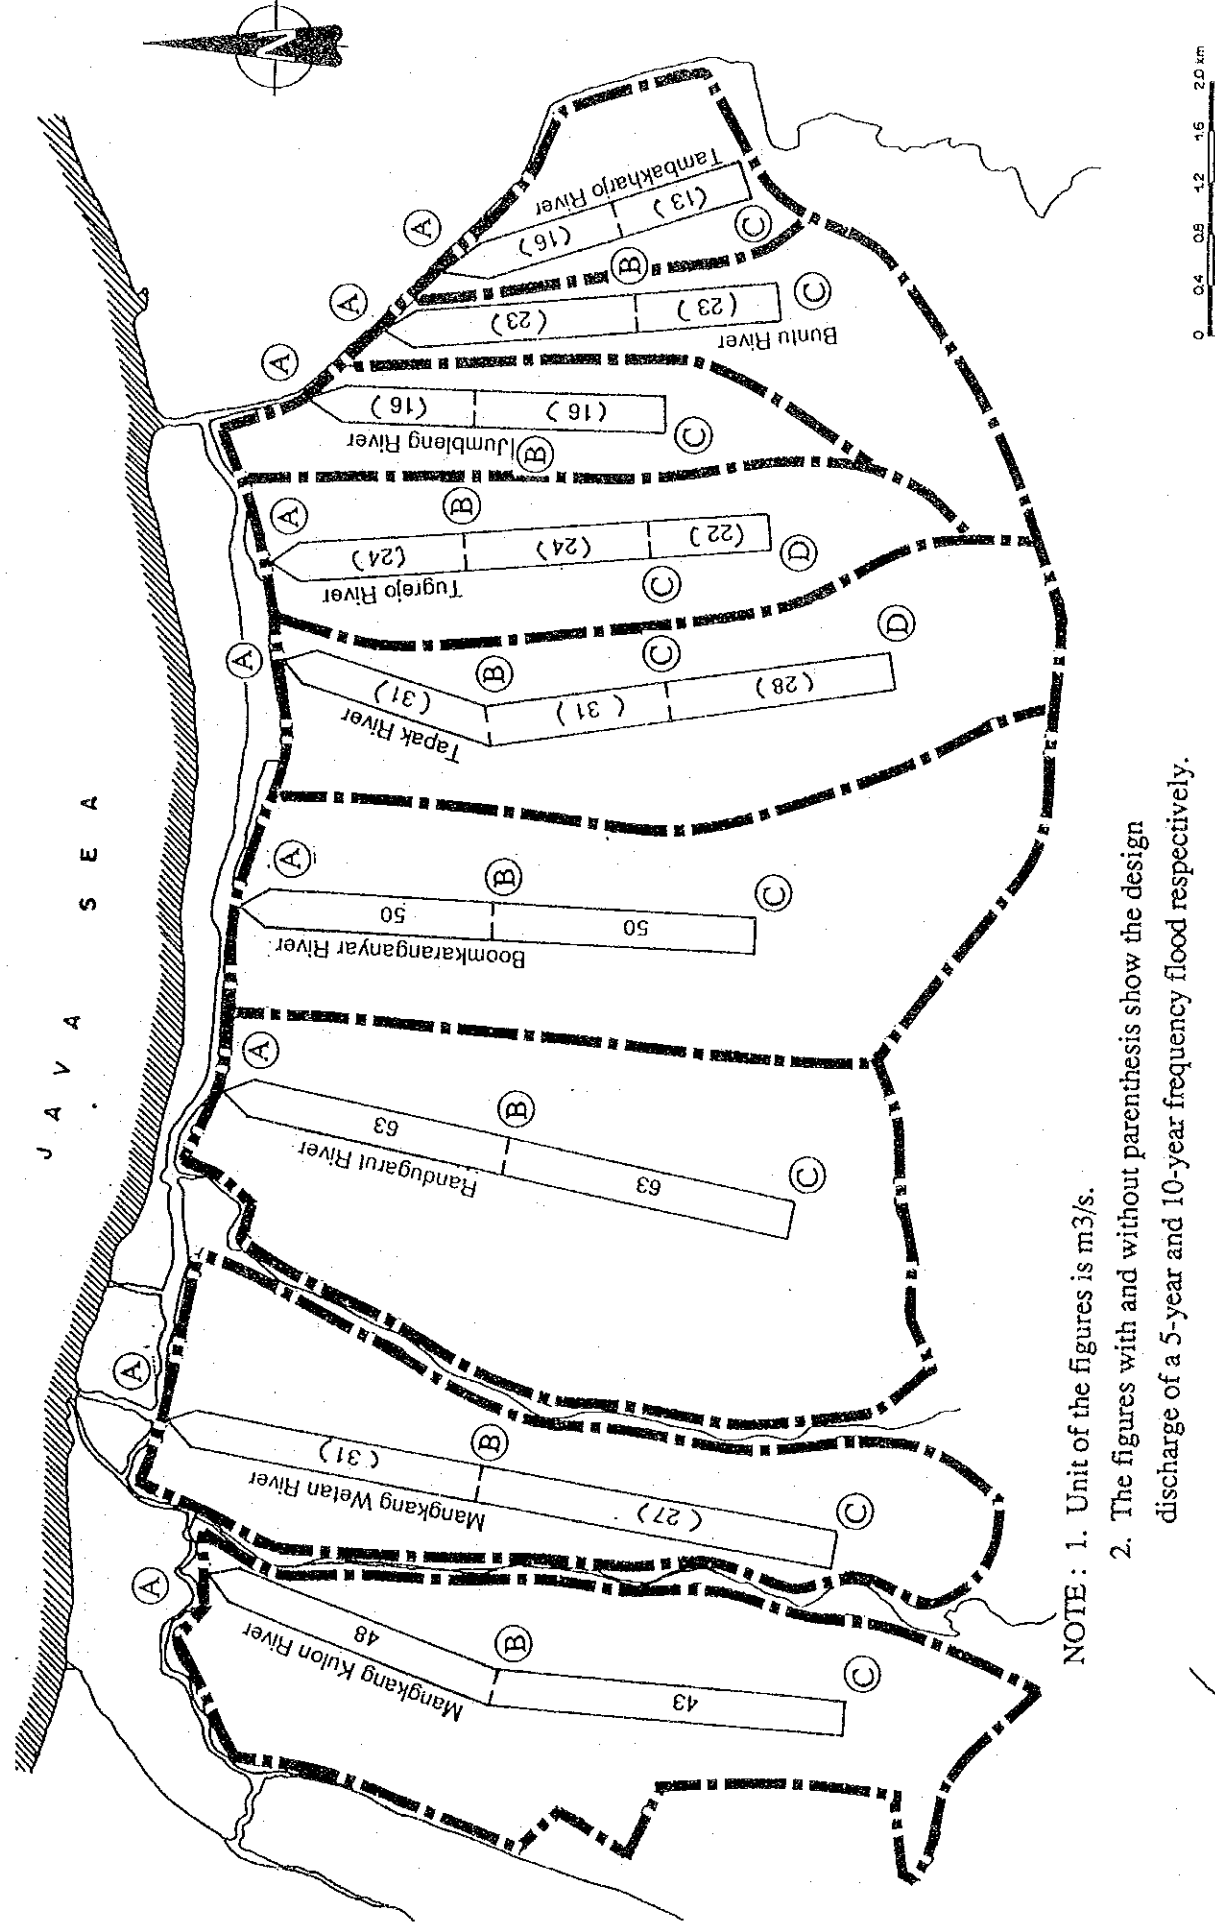 J A V A S E A
N
A
Mangkang Kulon River
48
B
43
C
A
Mangkang Wetan River
(31)
B
(27)
C
A
Randugarut River
63
B
63
C
A
Boomkaranganyar River
50
B
50
C
A
Tapak River
(31)
B
(31)
C
(28)
D
A
Tugrejo River
(24)
B
(24)
C
(22)
D
A
Jumbleng River
(16)
B
(16)
C
A
Buntu River
(23)
B
(23)
C
A
Tambakharjo River
(16)
(13)
C
NOTE : 1. Unit of the figures is m3/s.
2. The figures with and without parenthesis show the design
discharge of a 5-year and 10-year frequency flood respectively.
0 0.4 0.8 1.2 1.6 2.0 km